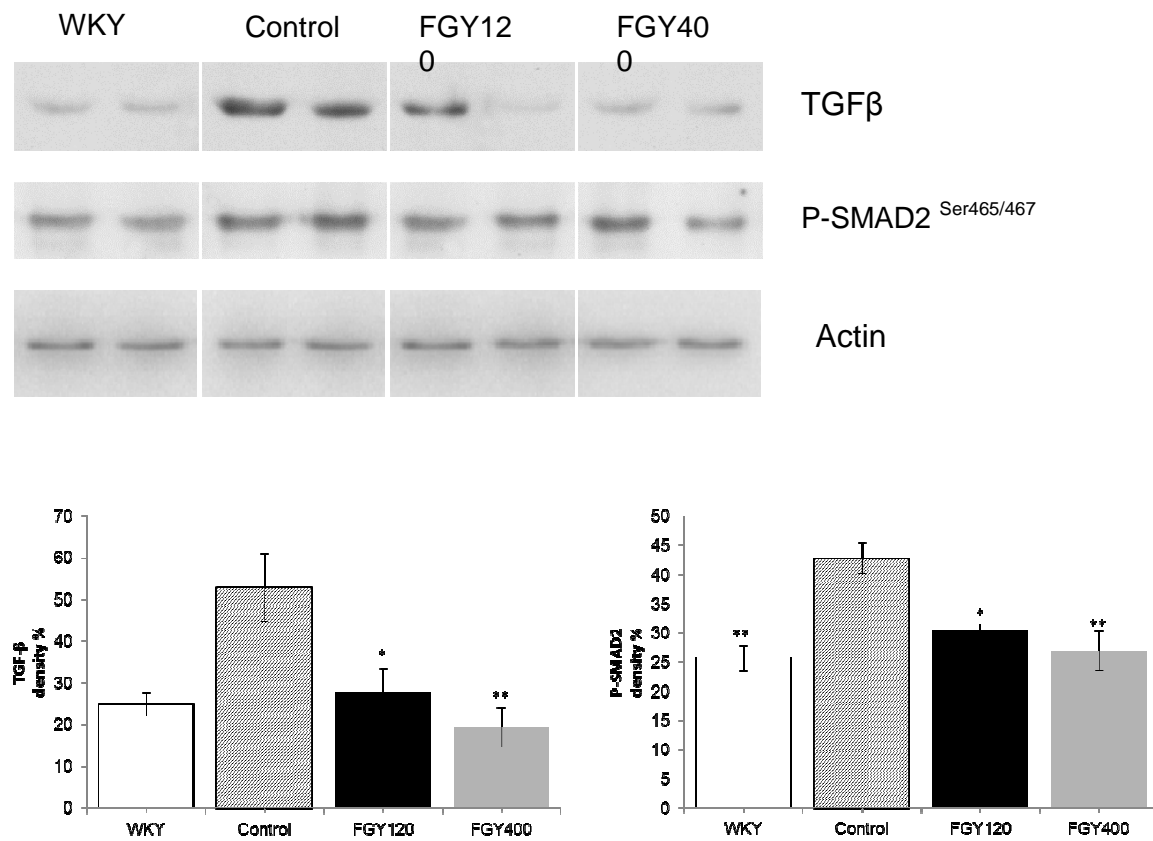 WKY
Control
FGY12
0
FGY40
0
TGFβ
P-SMAD2 Ser465/467
Actin
70
60
50
40
30
20
10
0
TGF-β
density %
*
**
WKY
Control
FGY120
FGY400
50
45
40
35
30
25
20
15
10
5
0
P-SMAD2
density %
**
*
**
WKY
Control
FGY120
FGY400